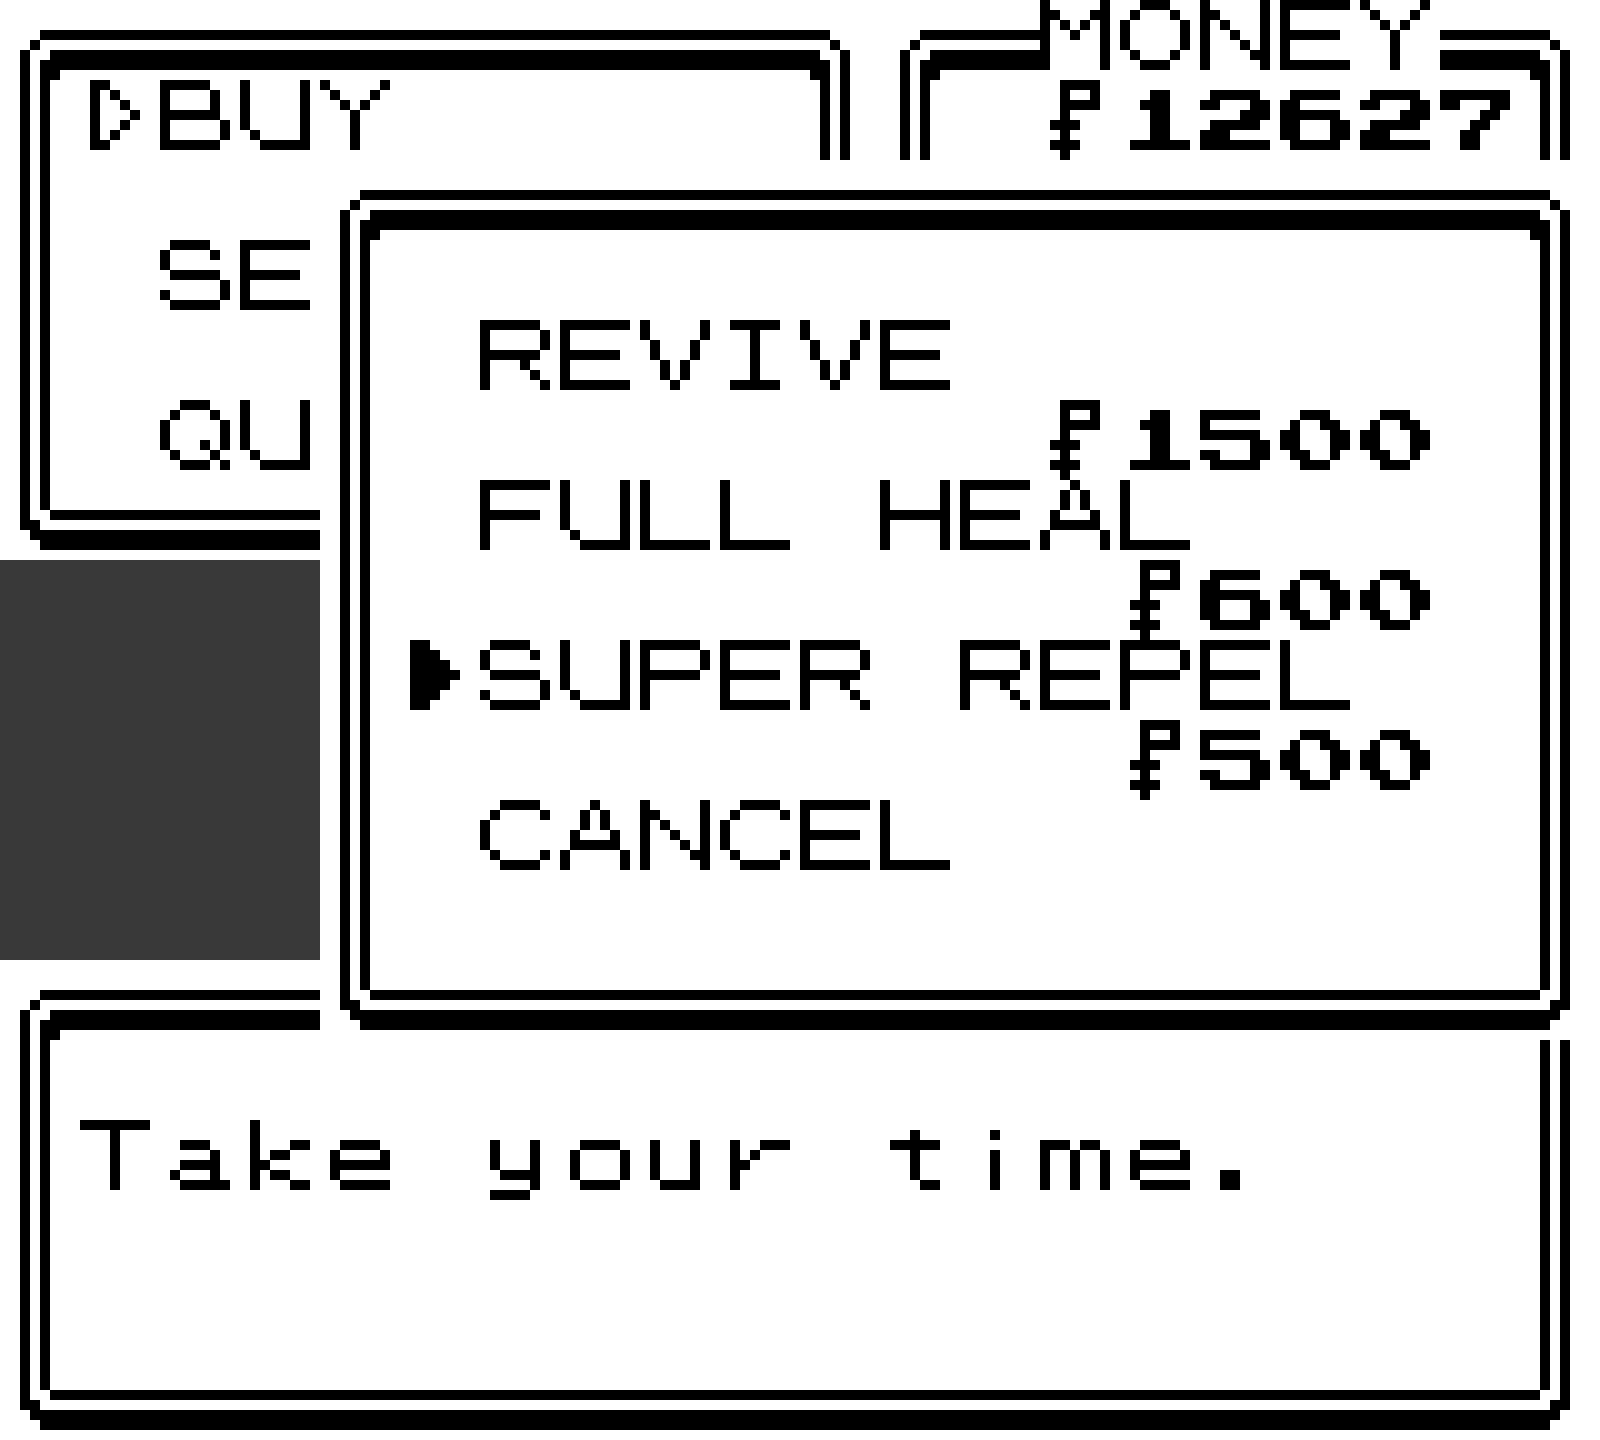 MONEY
▷BUY
₽12627
SE
QU
REVIVE
₽1500
FULL HEAL
₽600
▶SUPER REPEL
₽500
CANCEL
Take your time.